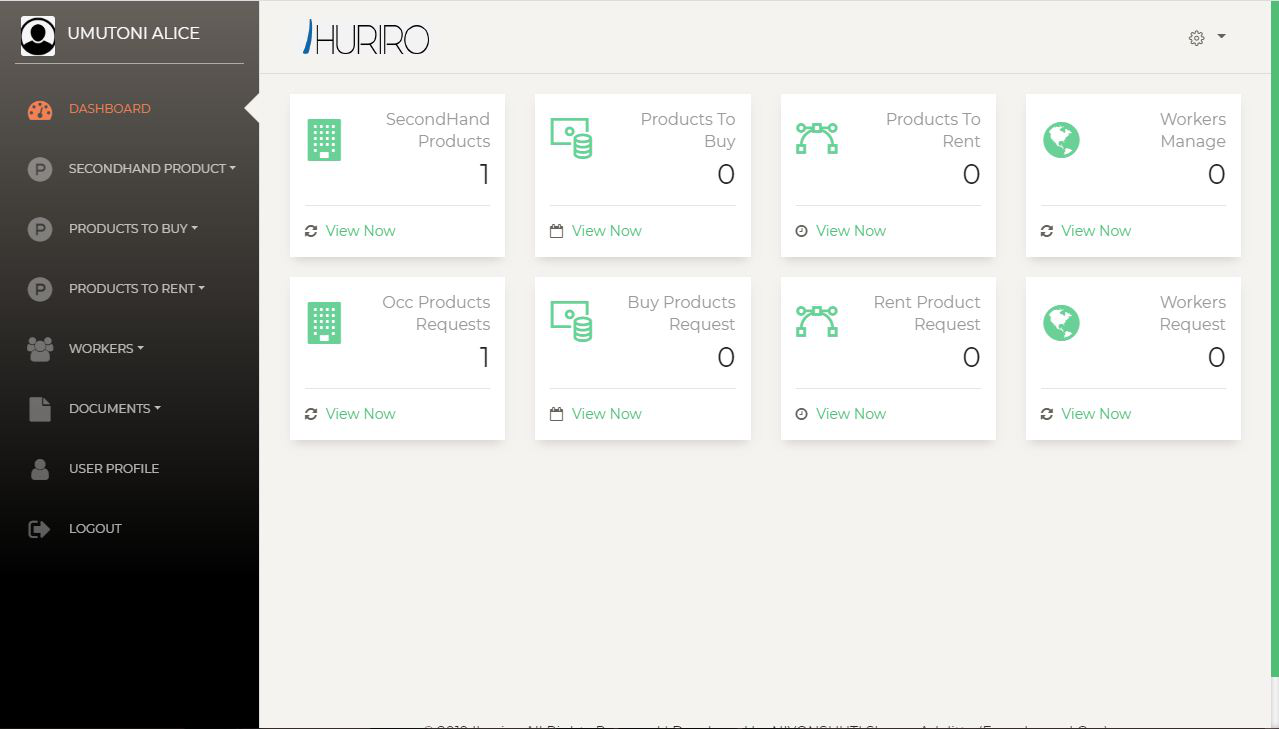 UMUTONI ALICE
DASHBOARD
P SECONDHAND PRODUCT
P PRODUCTS TO BUY
P PRODUCTS TO RENT
WORKERS
DOCUMENTS
USER PROFILE
LOGOUT
IHURIRO
SecondHand
Products
1
View Now
Products To
Buy
0
View Now
Products To
Rent
0
View Now
Workers
Manage
0
View Now
Occ Products
Requests
1
View Now
Buy Products
Request
0
View Now
Rent Product
Request
0
View Now
Workers
Request
0
View Now